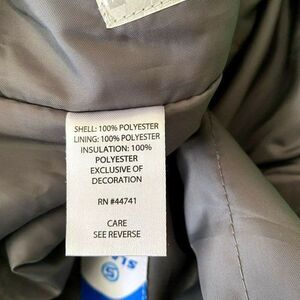 SHELL: 100% POLYESTER
LINING: 100% POLYESTER
INSULATION: 100%
POLYESTER
EXCLUSIVE OF
DECORATION
RN #44741
CARE
SEE REVERSE